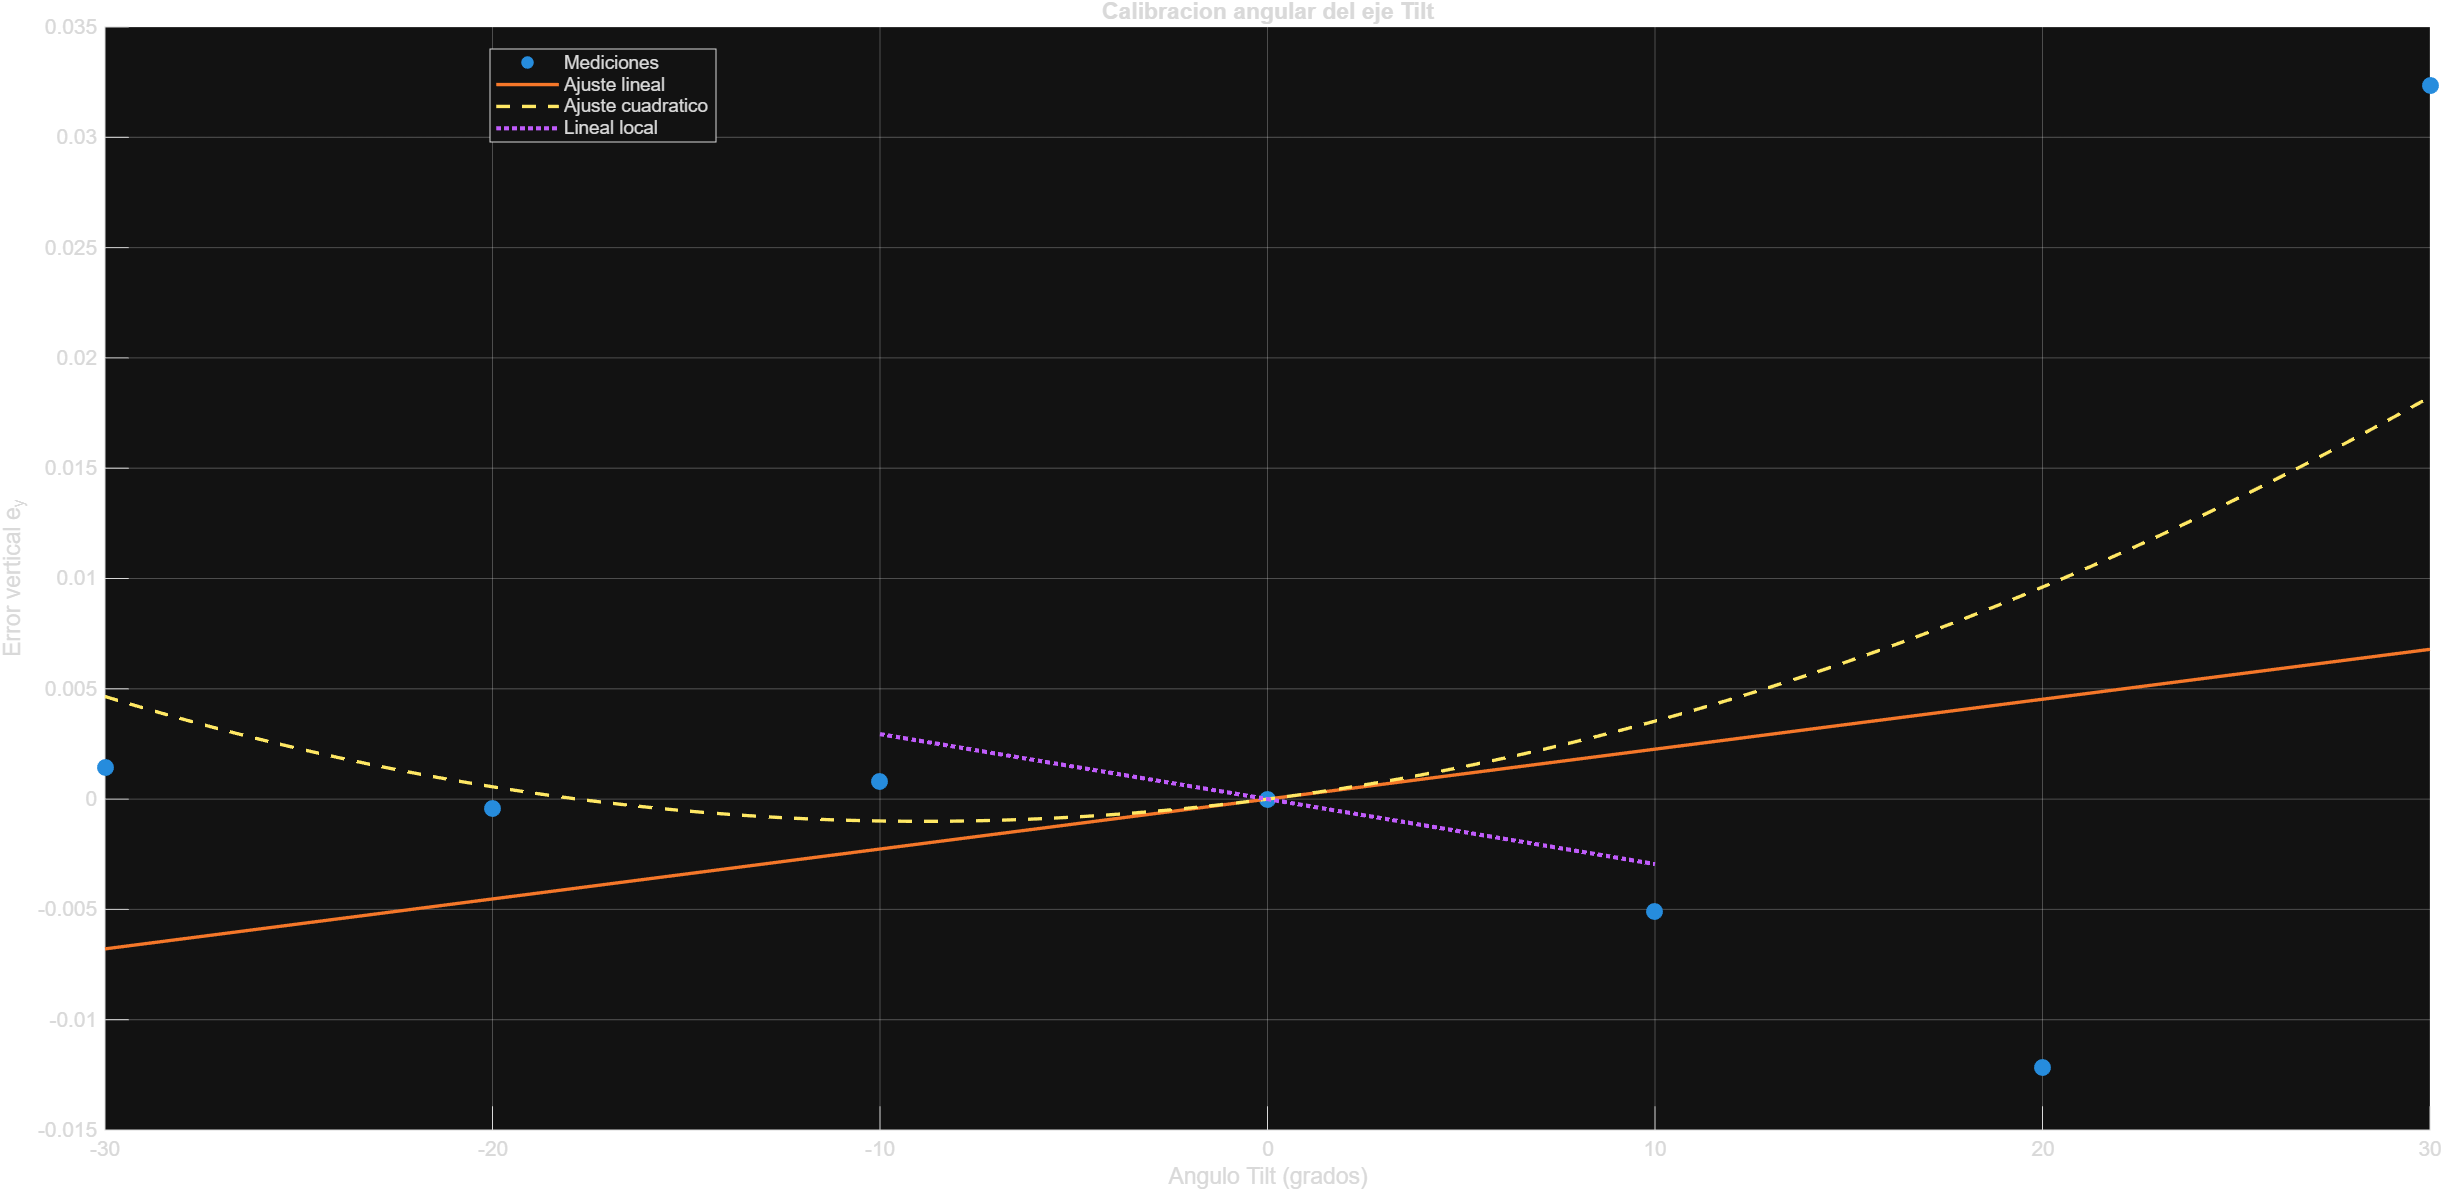 Calibracion angular del eje Tilt
Mediciones
Ajuste lineal
Ajuste cuadratico
Lineal local
0.035
0.03
0.025
0.02
0.015
0.01
0.005
0
-0.005
-0.01
-0.015
Error vertical e_y
-30
-20
-10
0
10
20
30
Angulo Tilt (grados)